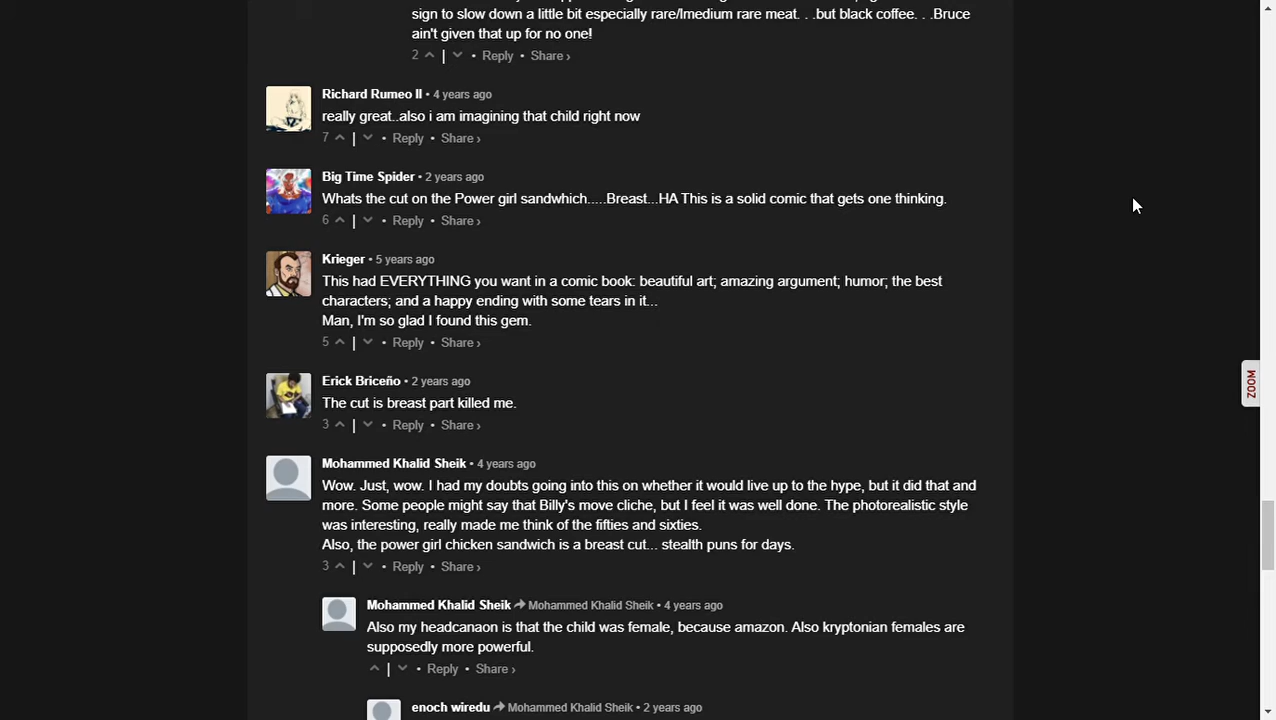 sign to slow down a little bit especially rare/lmedium rare meat. . .but black coffee. . .Bruce
ain't given that up for no one!
2 | • Reply • Share ›
Richard Rumeo II • 4 years ago
really great..also i am imagining that child right now
7 | • Reply • Share ›
Big Time Spider • 2 years ago
Whats the cut on the Power girl sandwhich.....Breast...HA This is a solid comic that gets one thinking.
6 | • Reply • Share ›
Krieger • 5 years ago
This had EVERYTHING you want in a comic book: beautiful art; amazing argument; humor; the best
characters; and a happy ending with some tears in it...
Man, I'm so glad I found this gem.
5 | • Reply • Share ›
Erick Briceño • 2 years ago
The cut is breast part killed me.
3 | • Reply • Share ›
Mohammed Khalid Sheik • 4 years ago
Wow. Just, wow. I had my doubts going into this on whether it would live up to the hype, but it did that and
more. Some people might say that Billy's move cliche, but I feel it was well done. The photorealistic style
was interesting, really made me think of the fifties and sixties.
Also, the power girl chicken sandwich is a breast cut... stealth puns for days.
3 | • Reply • Share ›
Mohammed Khalid Sheik Mohammed Khalid Sheik • 4 years ago
Also my headcanaon is that the child was female, because amazon. Also kryptonian females are
supposedly more powerful.
| • Reply • Share ›
enoch wiredu Mohammed Khalid Sheik • 2 years ago
ZOOM